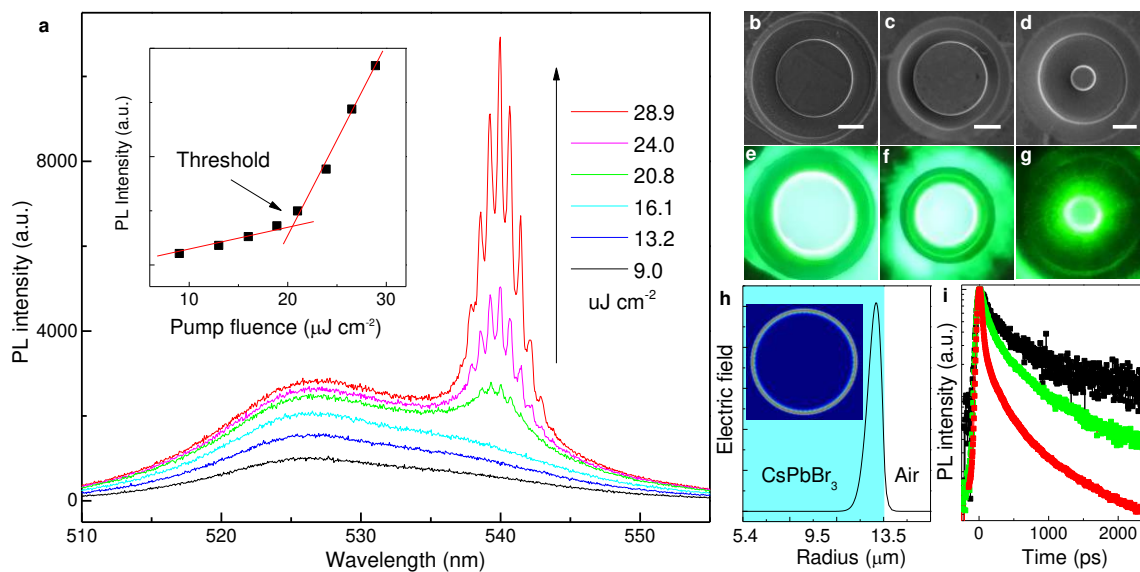 a
PL intensity (a.u.)
8000
4000
0
510
520
530
540
550
Wavelength (nm)
PL Intensity (a.u.)
Threshold
10
20
30
Pump fluence (μJ cm-2)
28.9
24.0
20.8
16.1
13.2
9.0
uJ cm-2
b
c
d
e
f
g
h
Electric field
CsPbBr3
Air
5.4
9.5
13.5
Radius (μm)
i
PL intensity (a.u.)
0
1000
2000
Time (ps)